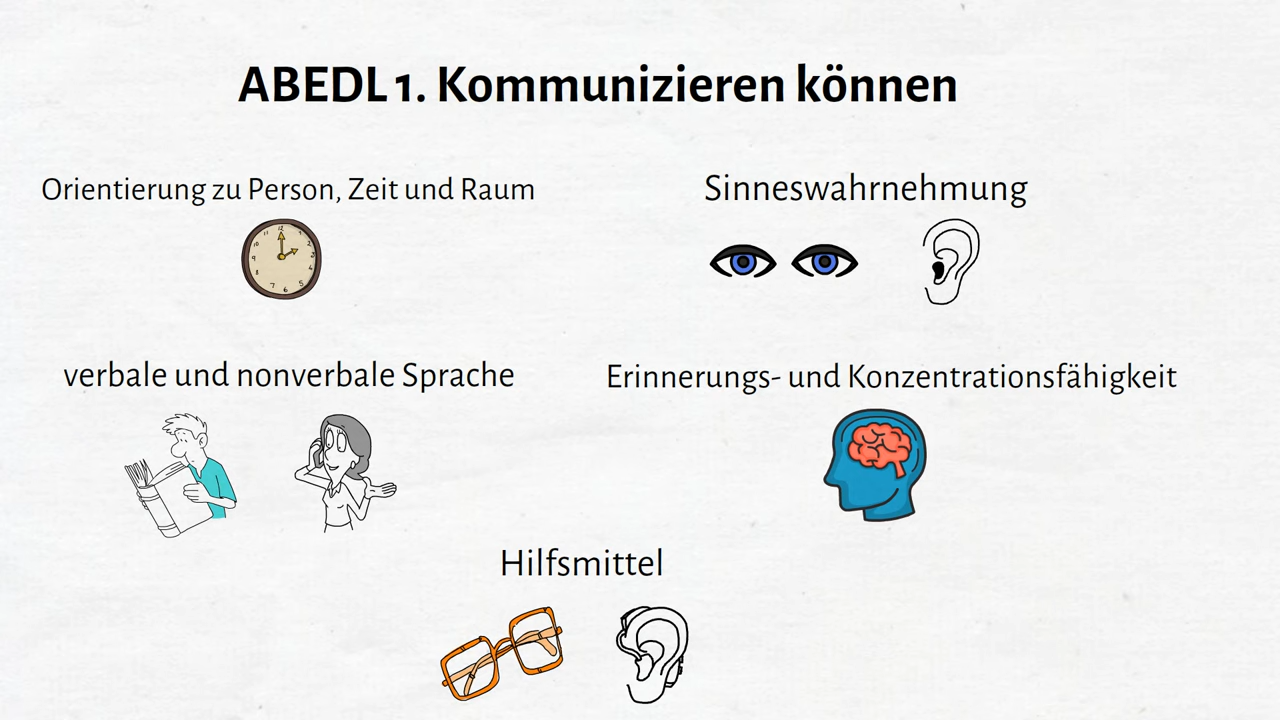 ABEDL 1. Kommunizieren können
Orientierung zu Person, Zeit und Raum
Sinneswahrnehmung
verbale und nonverbale Sprache
Erinnerungs- und Konzentrationsfähigkeit
Hilfsmittel